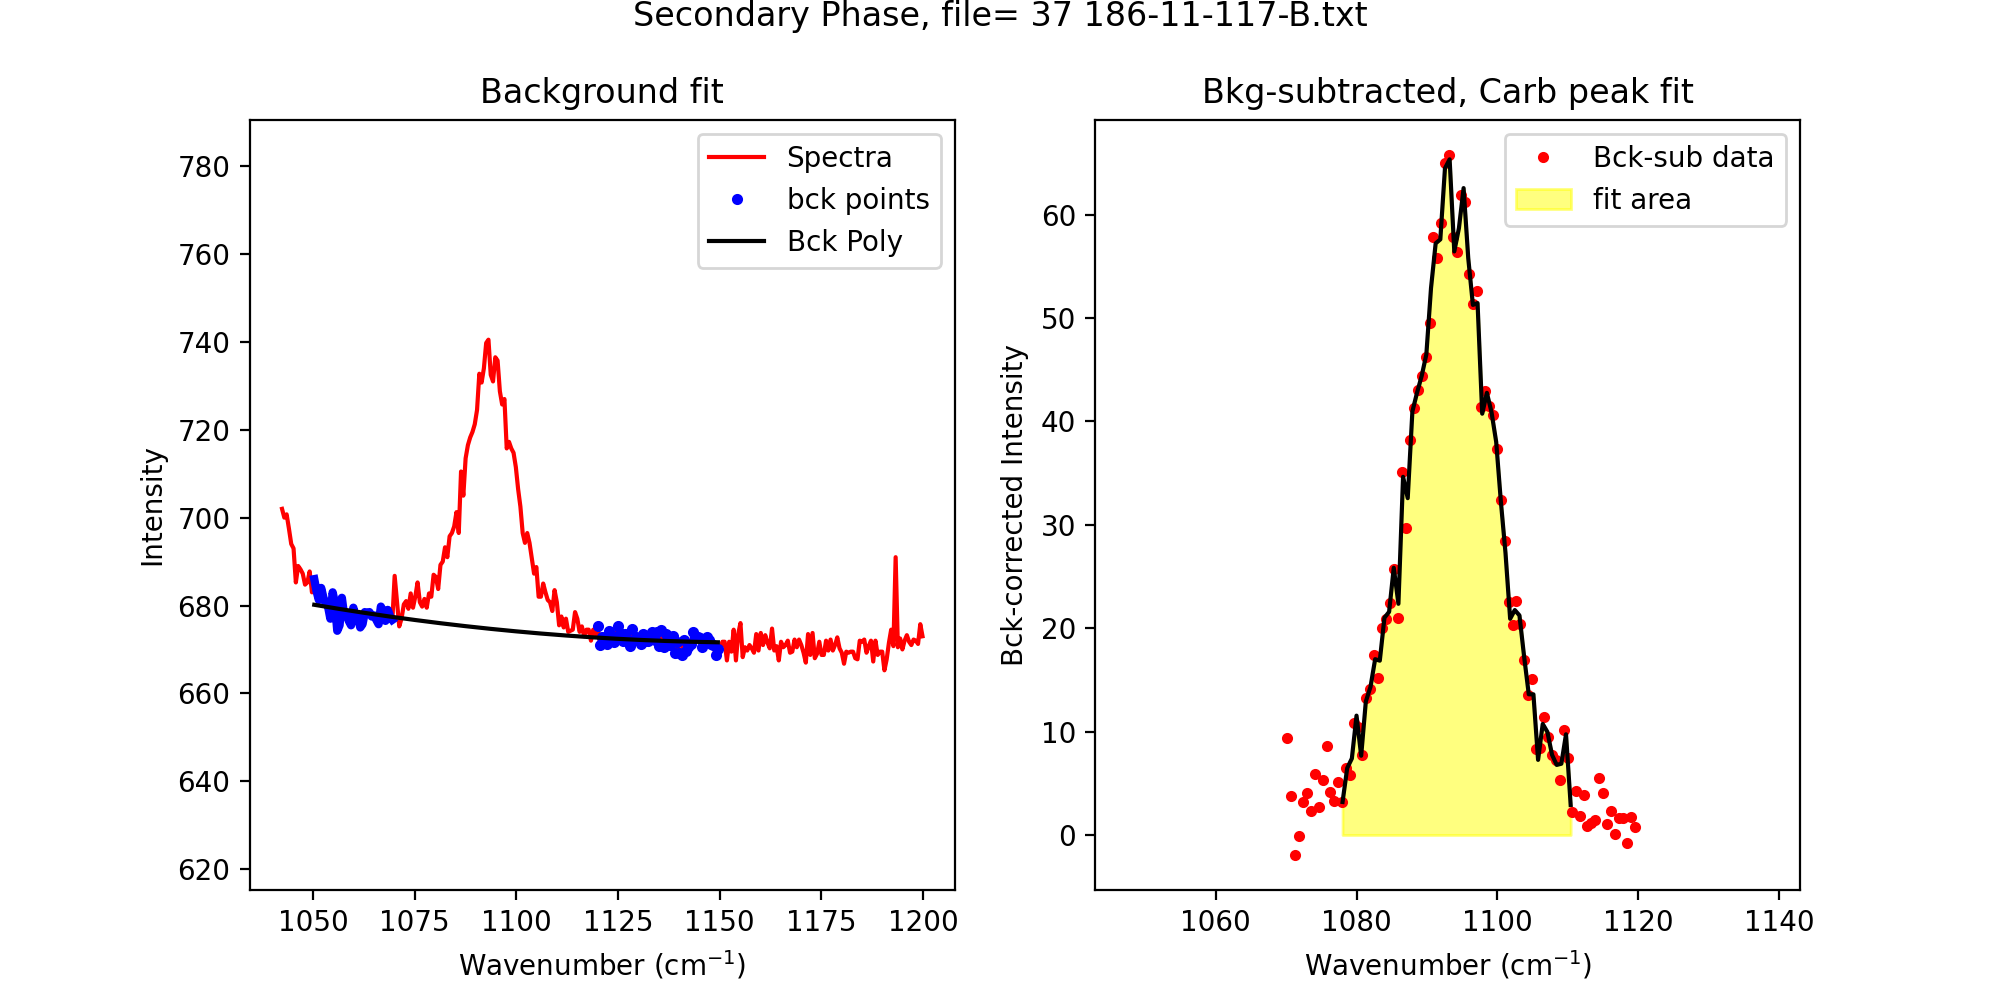 Secondary Phase, file= 37 186-11-117-B.txt
Background fit
Spectra
bck points
Bck Poly
Intensity
780
760
740
720
700
680
660
640
620
1050 1075 1100 1125 1150 1175 1200
Wavenumber (cm⁻¹)
Bkg-subtracted, Carb peak fit
Bck-sub data
fit area
Bck-corrected Intensity
60
50
40
30
20
10
0
1060 1080 1100 1120 1140
Wavenumber (cm⁻¹)